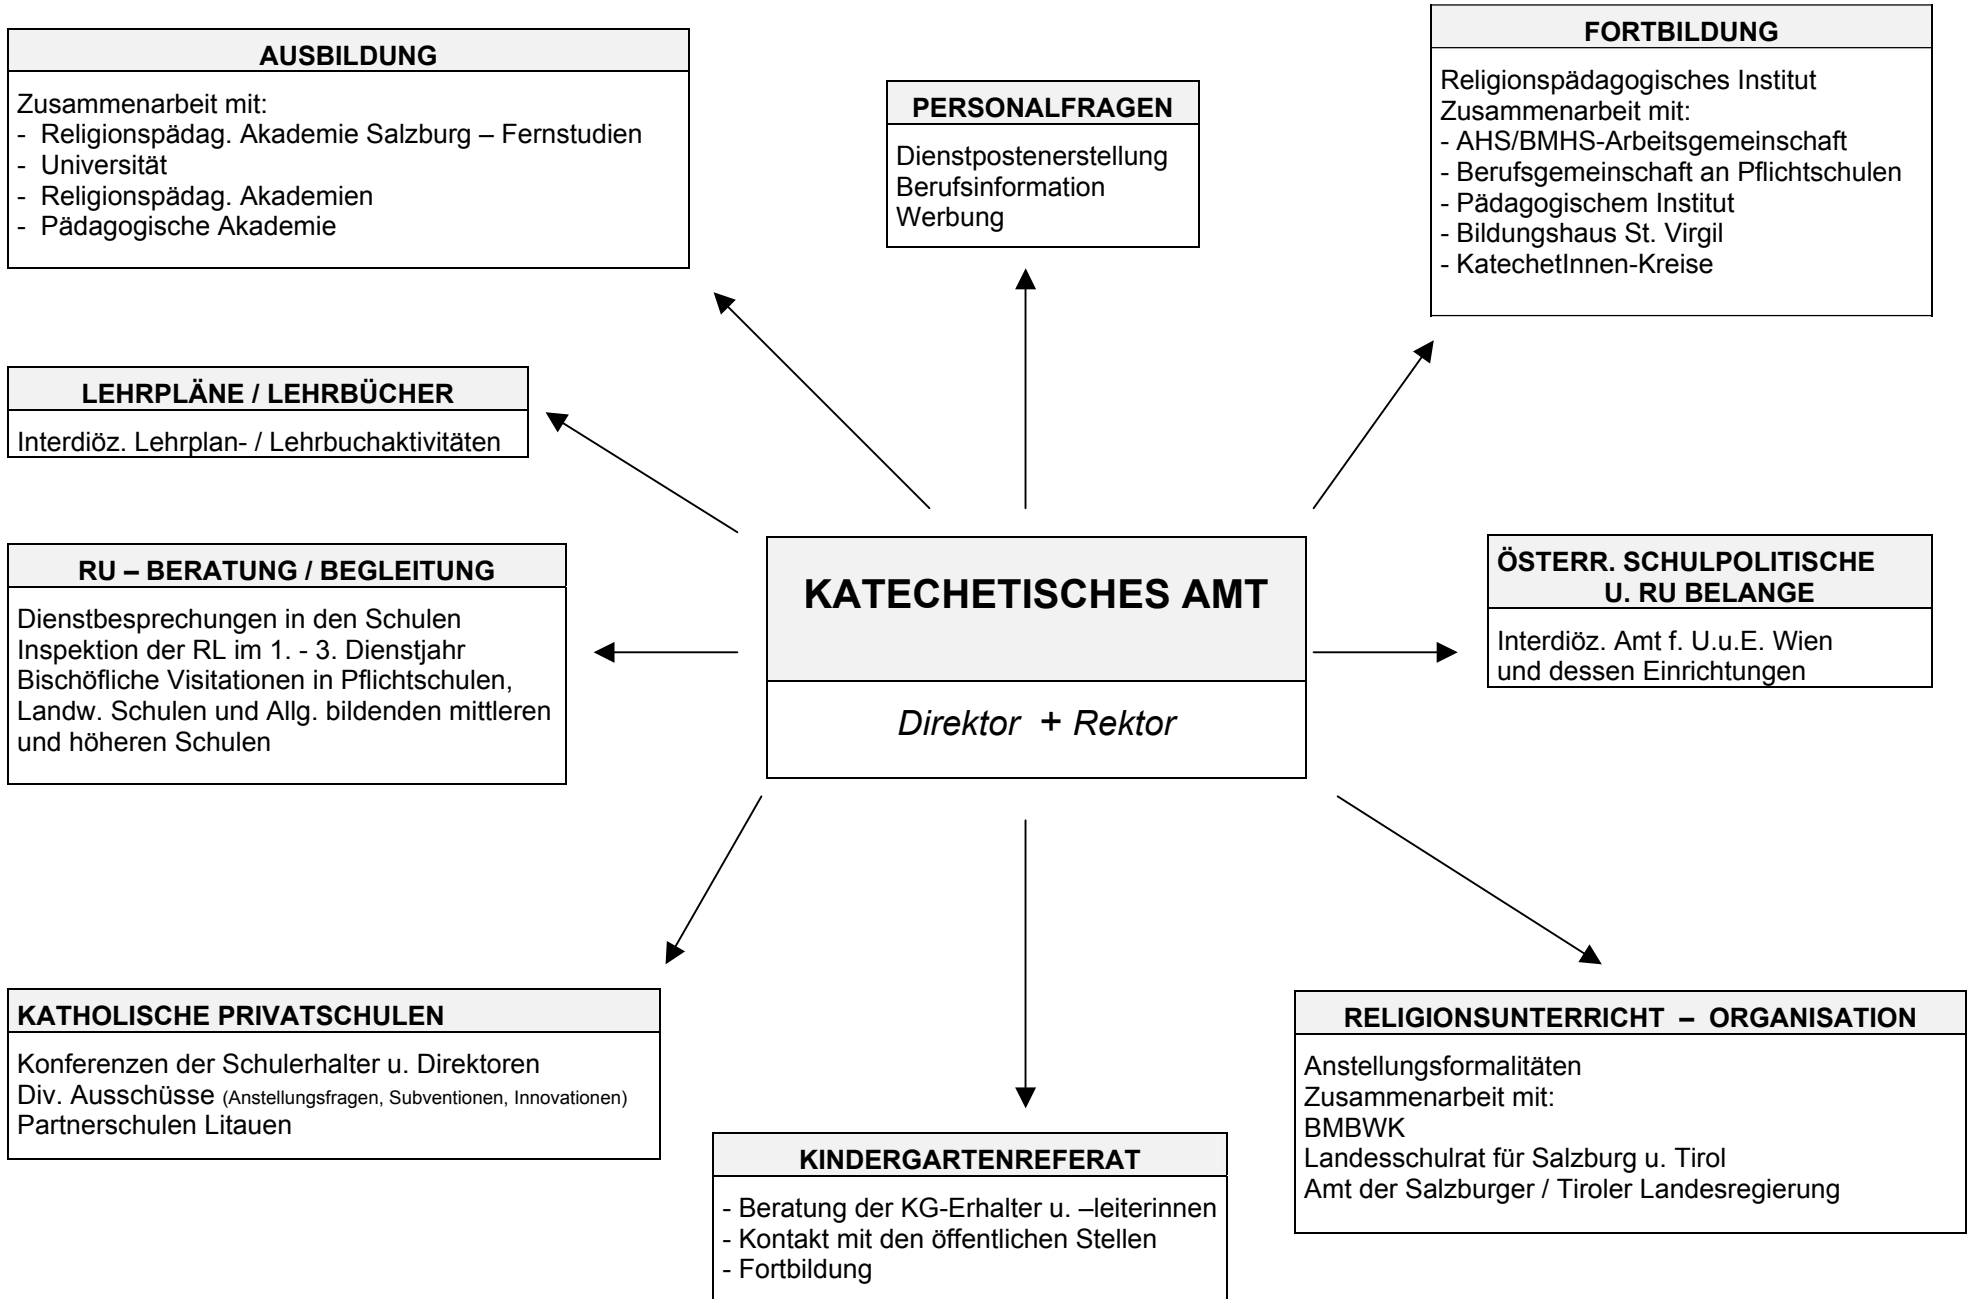 AUSBILDUNG
Zusammenarbeit mit:
- Religionspädag. Akademie Salzburg – Fernstudien
- Universität
- Religionspädag. Akademien
- Pädagogische Akademie
PERSONALFRAGEN
Dienstpostenerstellung
Berufsinformation
Werbung
FORTBILDUNG
Religionspädagogisches Institut
Zusammenarbeit mit:
- AHS/BMHS-Arbeitsgemeinschaft
- Berufsgemeinschaft an Pflichtschulen
- Pädagogischem Institut
- Bildungshaus St. Virgil
- KatechetInnen-Kreise
LEHRPLÄNE / LEHRBÜCHER
Interdiöz. Lehrplan- / Lehrbuchaktivitäten
RU – BERATUNG / BEGLEITUNG
Dienstbesprechungen in den Schulen
Inspektion der RL im 1. - 3. Dienstjahr
Bischöfliche Visitationen in Pflichtschulen,
Landw. Schulen und Allg. bildenden mittleren
und höheren Schulen
KATECHETISCHES AMT
Direktor + Rektor
ÖSTERR. SCHULPOLITISCHE
U. RU BELANGE
Interdiöz. Amt f. U.u.E. Wien
und dessen Einrichtungen
KATHOLISCHE PRIVATSCHULEN
Konferenzen der Schulerhalter u. Direktoren
Div. Ausschüsse (Anstellungsfragen, Subventionen, Innovationen)
Partnerschulen Litauen
KINDERGARTENREFERAT
- Beratung der KG-Erhalter u. –leiterinnen
- Kontakt mit den öffentlichen Stellen
- Fortbildung
RELIGIONSUNTERRICHT – ORGANISATION
Anstellungsformalitäten
Zusammenarbeit mit:
BMBWK
Landesschulrat für Salzburg u. Tirol
Amt der Salzburger / Tiroler Landesregierung